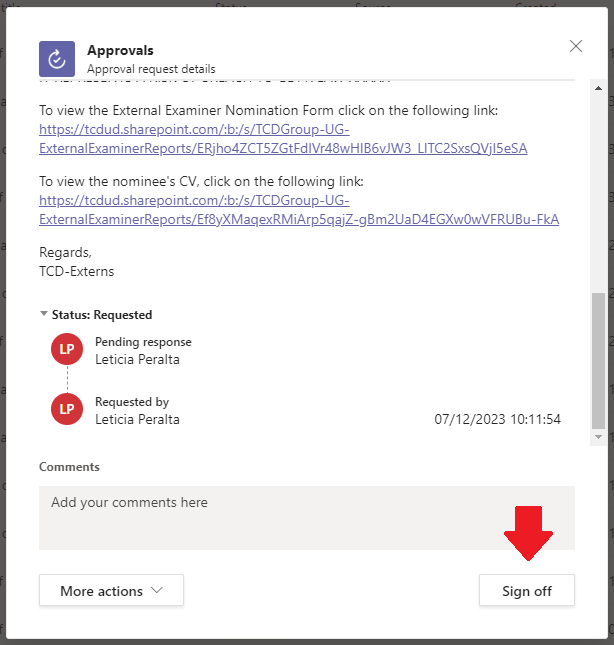 Approvals
Approval request details
To view the External Examiner Nomination Form click on the following link:
https://tcdud.sharepoint.com/:b:/s/TCDGroup-UG-
ExternalExaminerReports/ERjho4ZCT5ZGtFdIVr48wHIB6vJW3_LlTC2SxsQVjI5eSA
To view the nominee's CV, click on the following link:
https://tcdud.sharepoint.com/:b:/s/TCDGroup-UG-
ExternalExaminerReports/Ef8yXMaqexRMiArp5qajZ-gBm2UaD4EGXw0wVFRUBu-FkA
Regards,
TCD-Externs
Status: Requested
LP
Pending response
Leticia Peralta
LP
Requested by
Leticia Peralta
07/12/2023 10:11:54
Comments
Add your comments here
More actions
Sign off